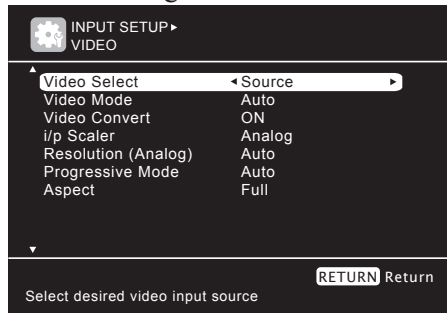 INPUT SETUP▸
VIDEO
Video Select ◂Source ▸
Video Mode Auto
Video Convert ON
i/p Scaler Analog
Resolution (Analog) Auto
Progressive Mode Auto
Aspect Full
RETURN Return
Select desired video input source